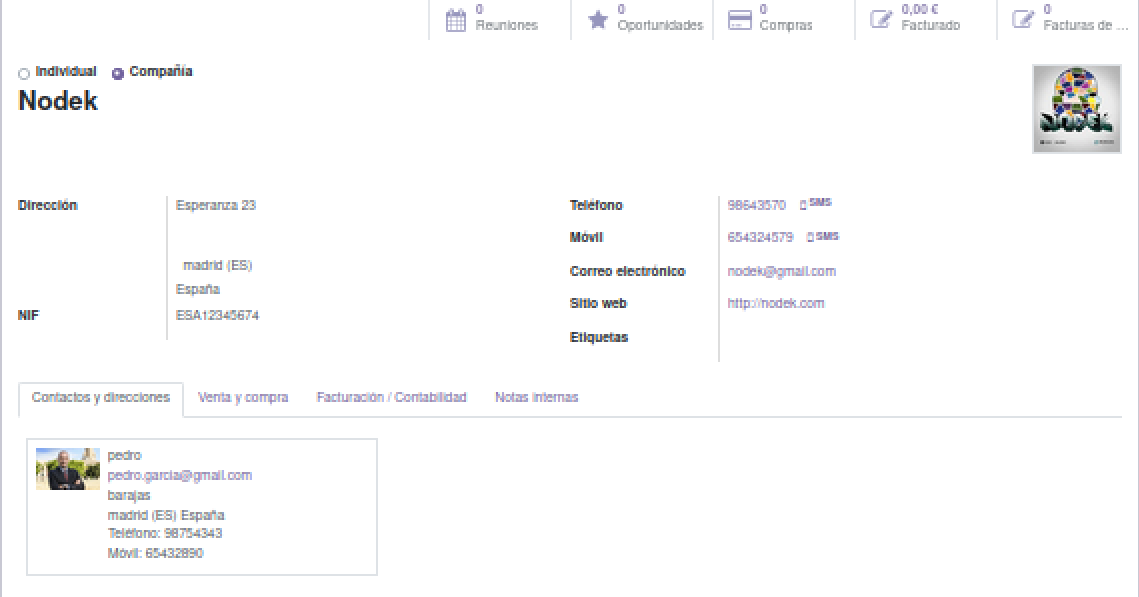 0
Reuniones
0
Oportunidades
0
Compras
0,00 €
Facturado
0
Facturas de ...
Individual Compañía
Nodek
NODEK
Dirección
Esperanza 23
madrid (ES)
España
NIF
ESA12345674
Teléfono
98643570 SMS
Móvil
654324579 SMS
Correo electrónico
nodek@gmail.com
Sitio web
http://nodek.com
Etiquetas
Contactos y direcciones Venta y compra Facturación / Contabilidad Notas internas
pedro
pedro.garcia@gmail.com
barajas
madrid (ES) España
Teléfono: 98754343
Móvil: 65432890